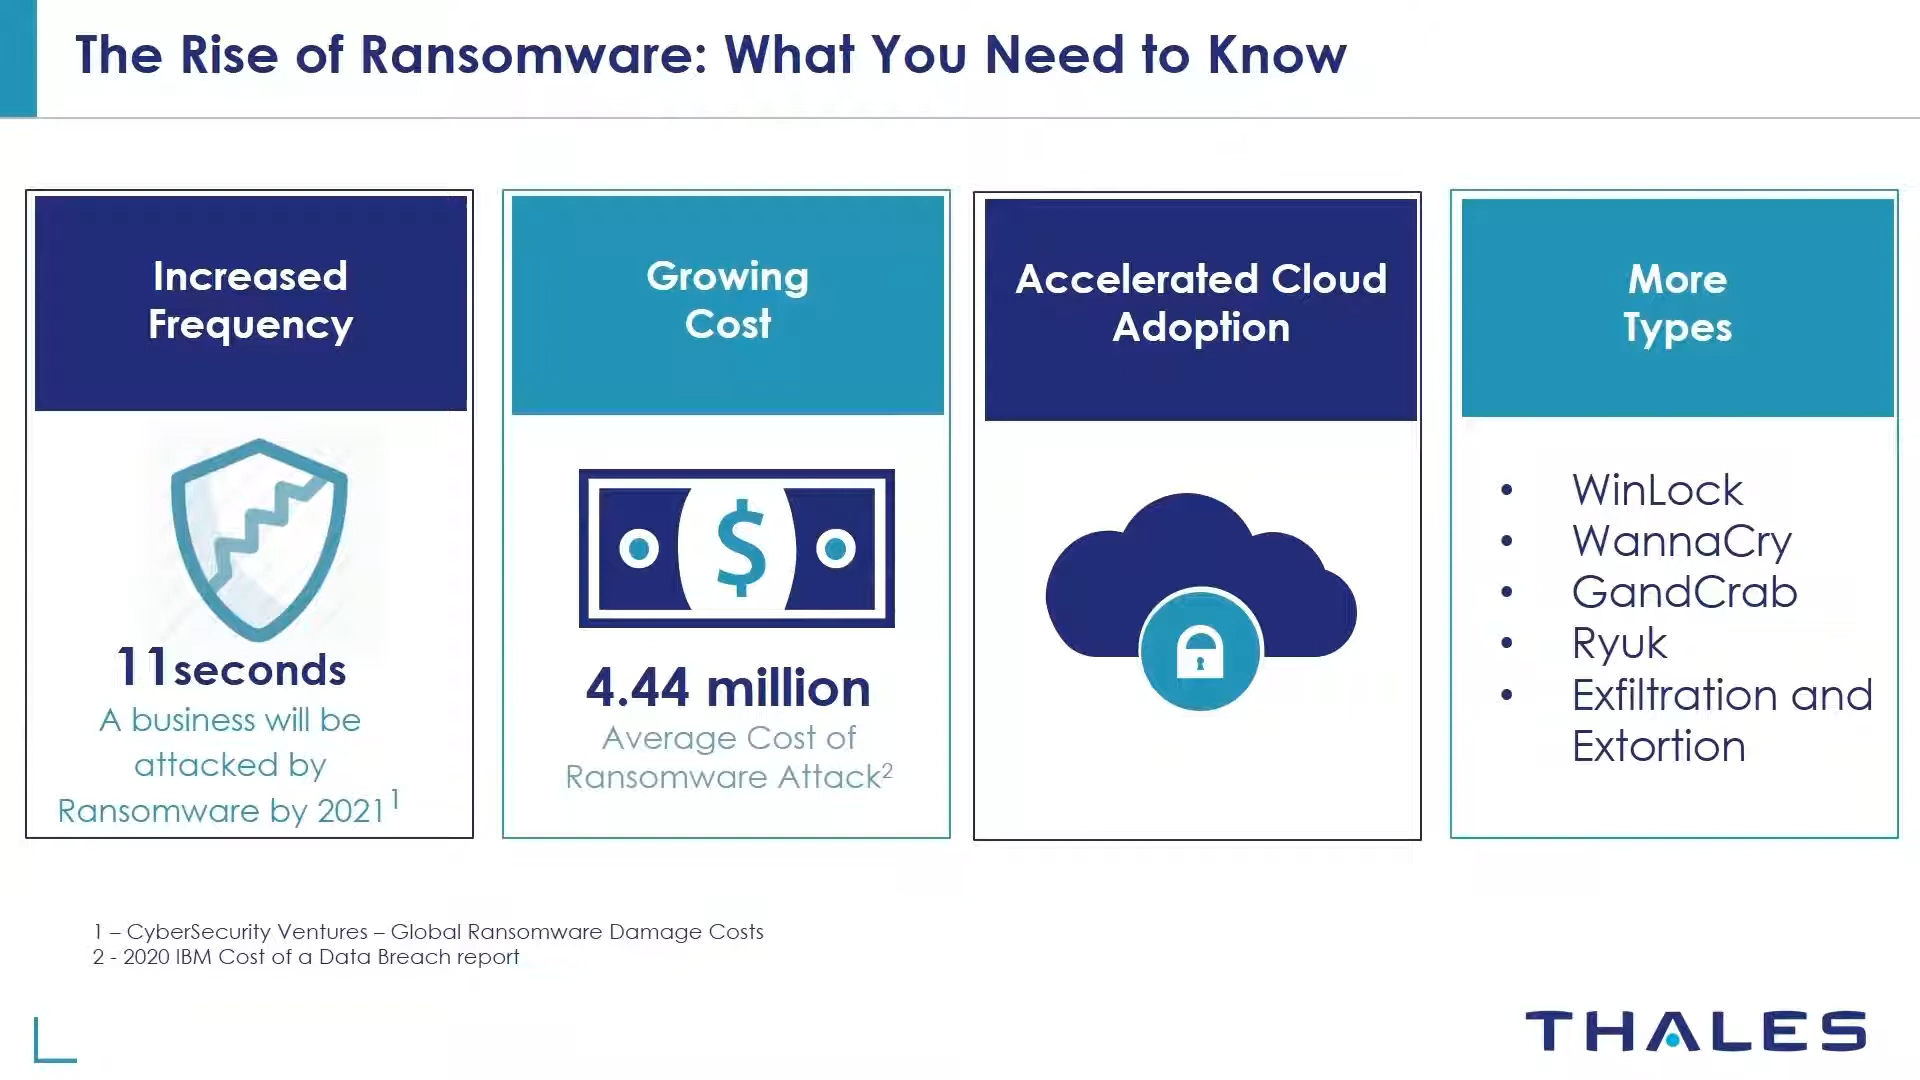 The Rise of Ransomware: What You Need to Know
Increased
Frequency
11seconds
A business will be
attacked by
Ransomware by 2021¹
Growing
Cost
$
4.44 million
Average Cost of
Ransomware Attack²
Accelerated Cloud
Adoption
More
Types
• WinLock
• WannaCry
• GandCrab
• Ryuk
• Exfiltration and
Extortion
1 – CyberSecurity Ventures – Global Ransomware Damage Costs
2 - 2020 IBM Cost of a Data Breach report
THALES